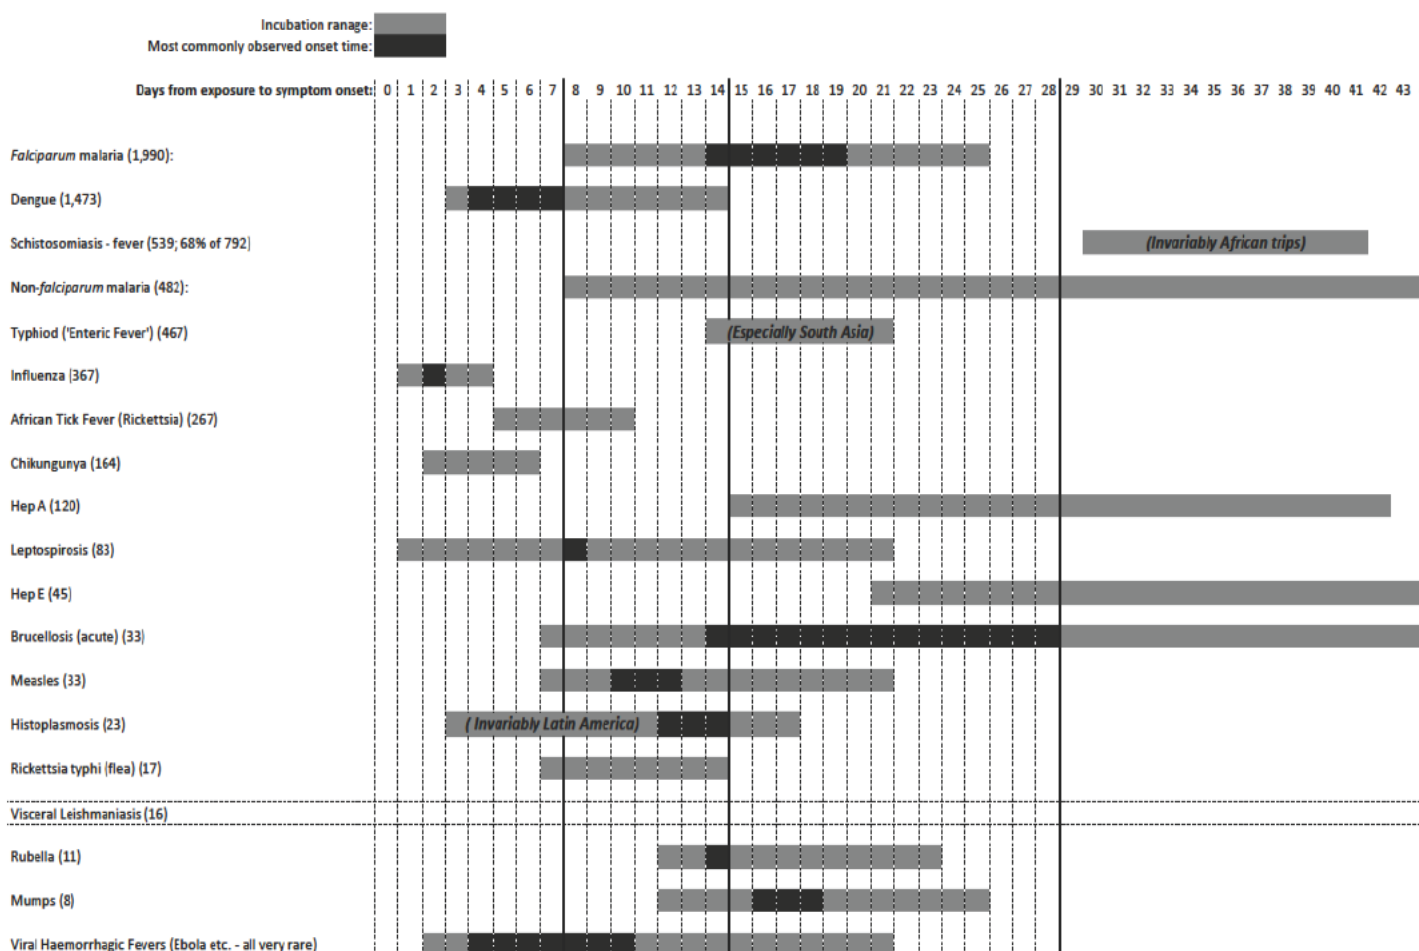 Incubation ranage:
Most commonly observed onset time:
Days from exposure to symptom onset: 0 1 2 3 4 5 6 7 8 9 10 11 12 13 14 15 16 17 18 19 20 21 22 23 24 25 26 27 28 29 30 31 32 33 34 35 36 37 38 39 40 41 42 43
Falciparum malaria (1,990):
Dengue (1,473)
Schistosomiasis - fever (539; 68% of 792) (Invariably African trips)
Non-falciparum malaria (482):
Typhiod ('Enteric Fever') (467) (Especially South Asia)
Influenza (367)
African Tick Fever (Rickettsia) (267)
Chikungunya (164)
Hep A (120)
Leptospirosis (83)
Hep E (45)
Brucellosis (acute) (33)
Measles (33)
Histoplasmosis (23) ( Invariably Latin America)
Rickettsia typhi (flea) (17)
Visceral Leishmaniasis (16)
Rubella (11)
Mumps (8)
Viral Haemorrhagic Fevers (Ebola etc. - all very rare)